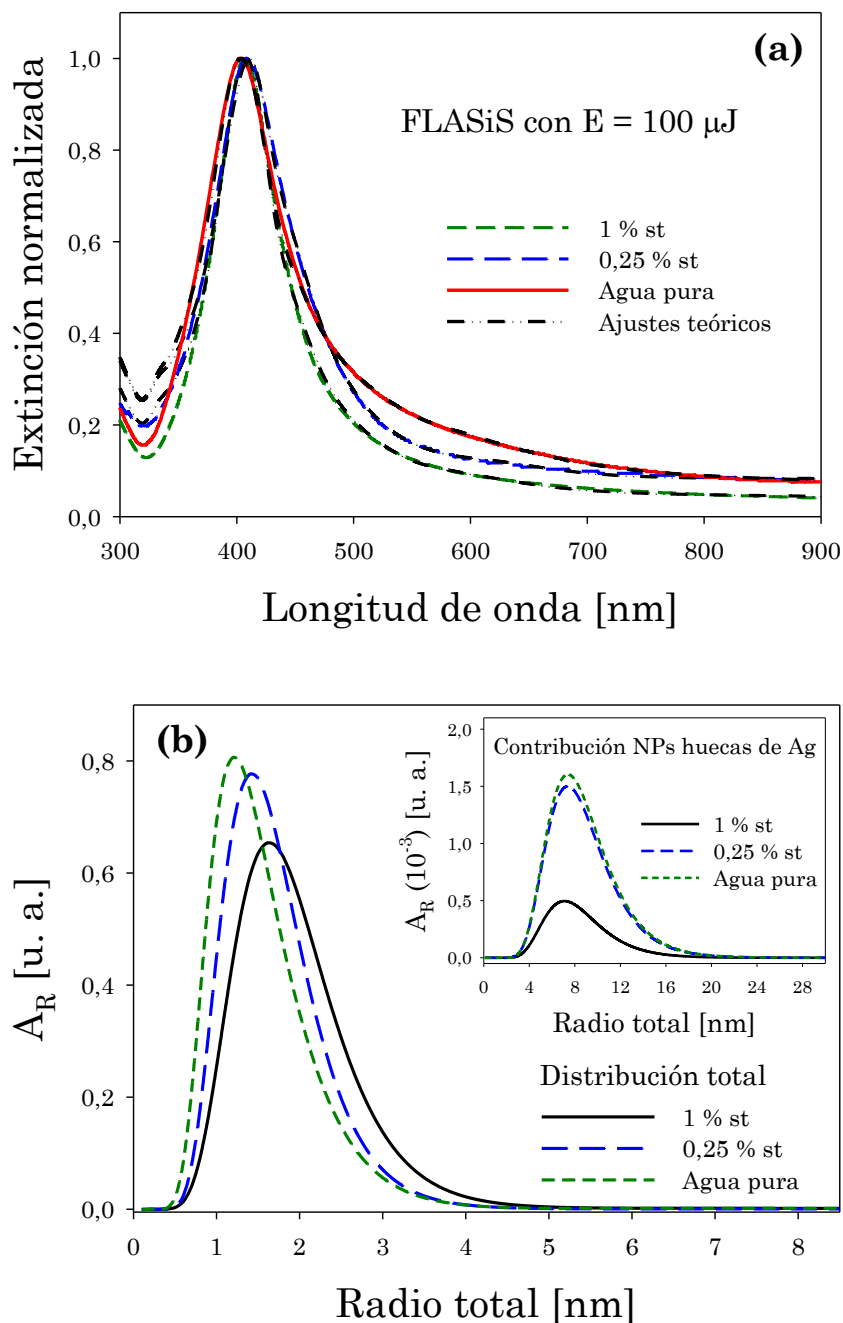 (a)
FLASiS con E = 100 µJ
1 % st
0,25 % st
Agua pura
Ajustes teóricos
Extinción normalizada
1,0
0,8
0,6
0,4
0,2
0,0
300 400 500 600 700 800 900
Longitud de onda [nm]
(b)
A_R [u. a.]
0,8
0,6
0,4
0,2
0,0
0 1 2 3 4 5 6 7 8
Radio total [nm]
Contribución NPs huecas de Ag
1 % st
0,25 % st
Agua pura
A_R (10⁻³) [u. a.]
2,0
1,5
1,0
0,5
0,0
0 4 8 12 16 20 24 28
Radio total [nm]
Distribución total
1 % st
0,25 % st
Agua pura